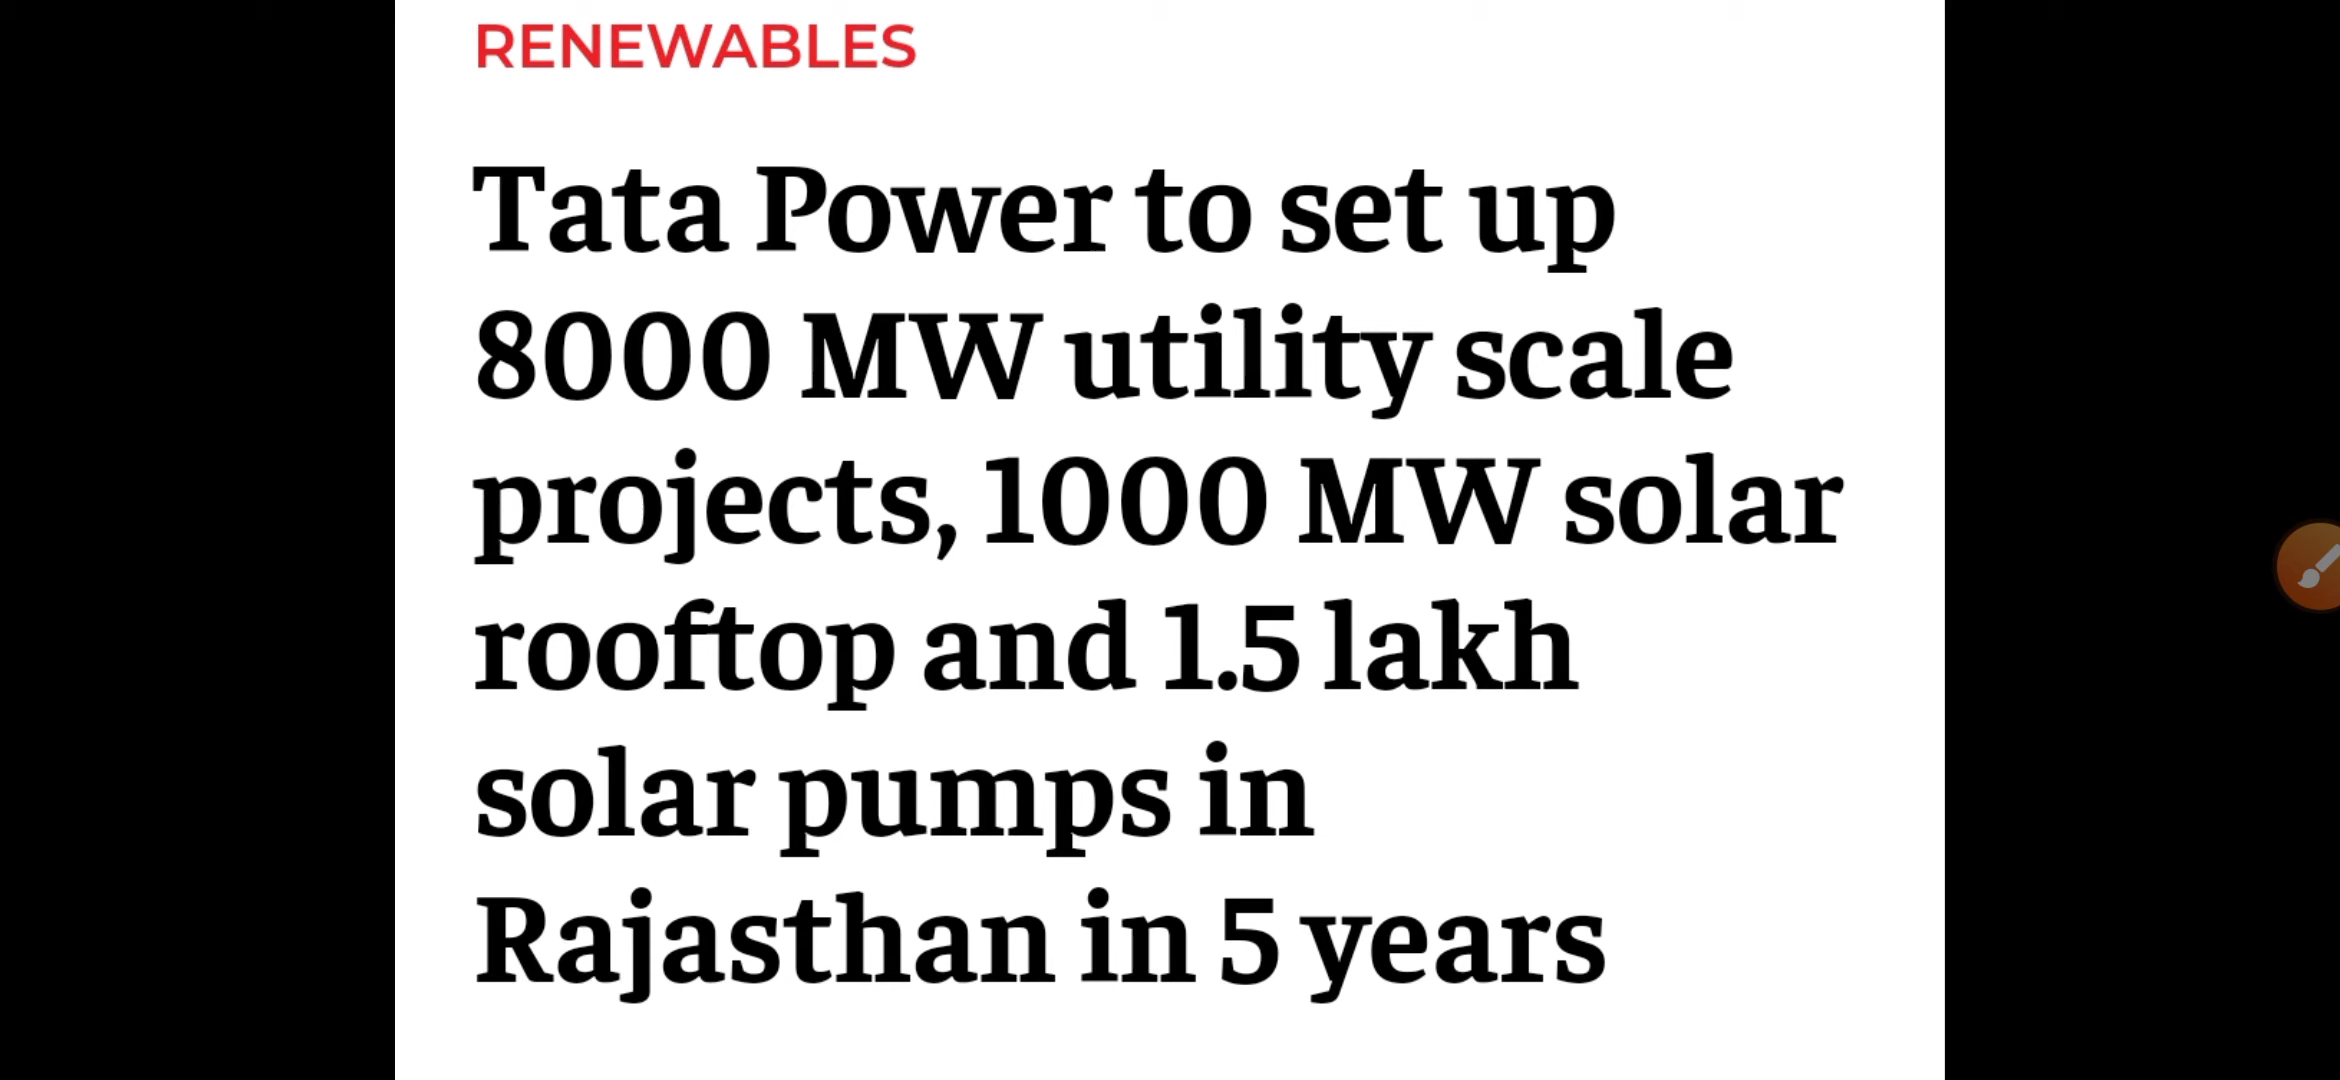 RENEWABLES
Tata Power to set up
8000 MW utility scale
projects, 1000 MW solar
rooftop and 1.5 lakh
solar pumps in
Rajasthan in 5 years